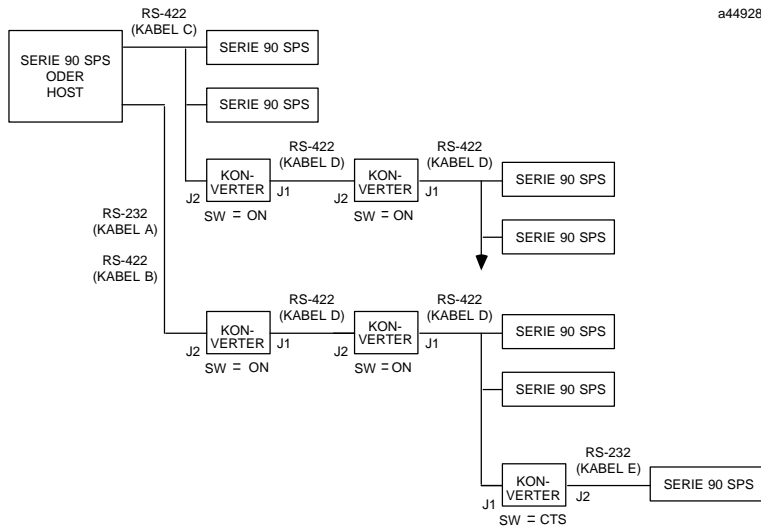 a44928
RS-422
(KABEL C)
SERIE 90 SPS
ODER
HOST
SERIE 90 SPS
SERIE 90 SPS
RS-422
(KABEL D)
RS-422
(KABEL D)
J2
KON-
VERTER
J1
SW = ON
J2
KON-
VERTER
J1
SW = ON
SERIE 90 SPS
SERIE 90 SPS
RS-232
(KABEL A)
RS-422
(KABEL B)
RS-422
(KABEL D)
RS-422
(KABEL D)
J2
KON-
VERTER
J1
SW = ON
J2
KON-
VERTER
J1
SW = ON
SERIE 90 SPS
SERIE 90 SPS
RS-232
(KABEL E)
J1
KON-
VERTER
J2
SW = CTS
SERIE 90 SPS